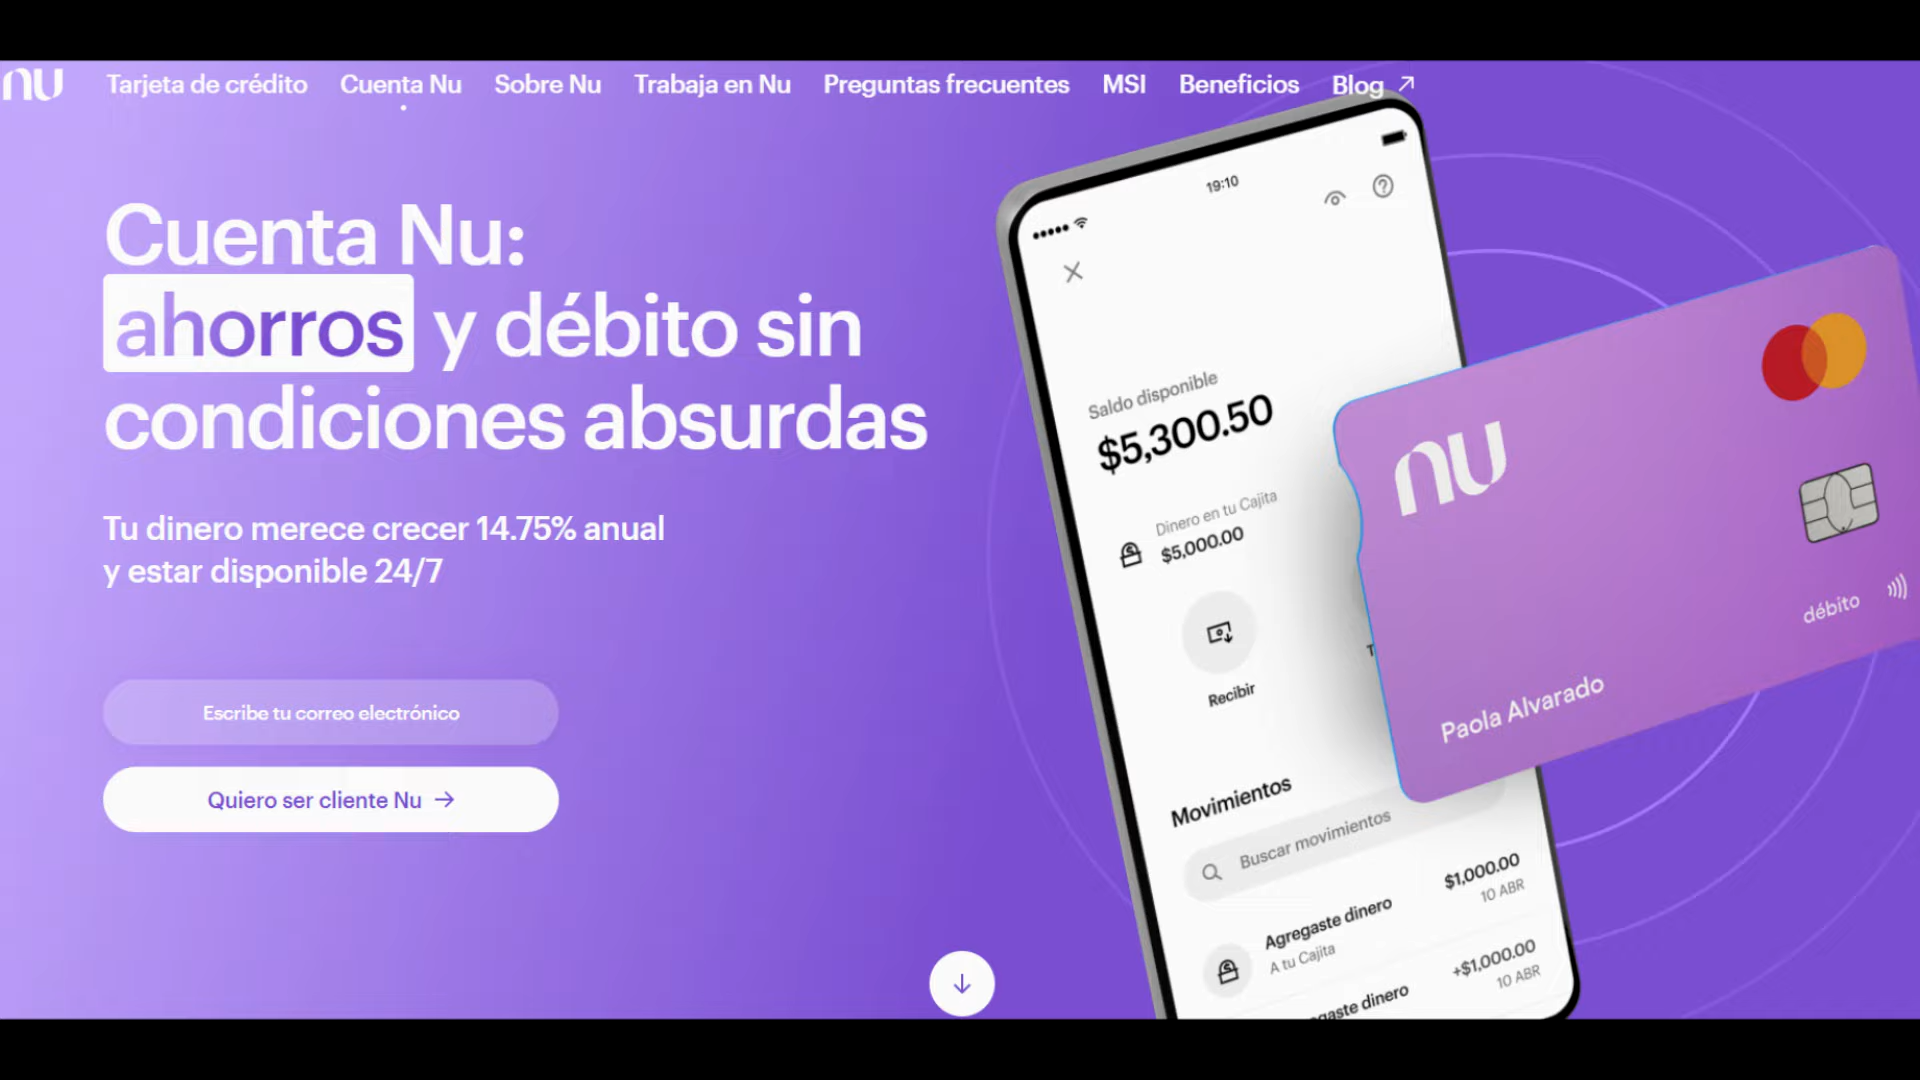 nu
Tarjeta de crédito
Cuenta Nu
Sobre Nu
Trabaja en Nu
Preguntas frecuentes
MSI
Beneficios
Blog
Cuenta Nu:
ahorros y débito sin
condiciones absurdas
Tu dinero merece crecer 14.75% anual
y estar disponible 24/7
Escribe tu correo electrónico
Quiero ser cliente Nu
19:10
Saldo disponible
$5,300.50
Dinero en tu Cajita
$5,000.00
Recibir
Movimientos
Buscar movimientos
Agregaste dinero
A tu Cajita
$1,000.00
10 ABR
dinero
+$1,000.00
10 ABR
nu
débito
Paola Alvarado